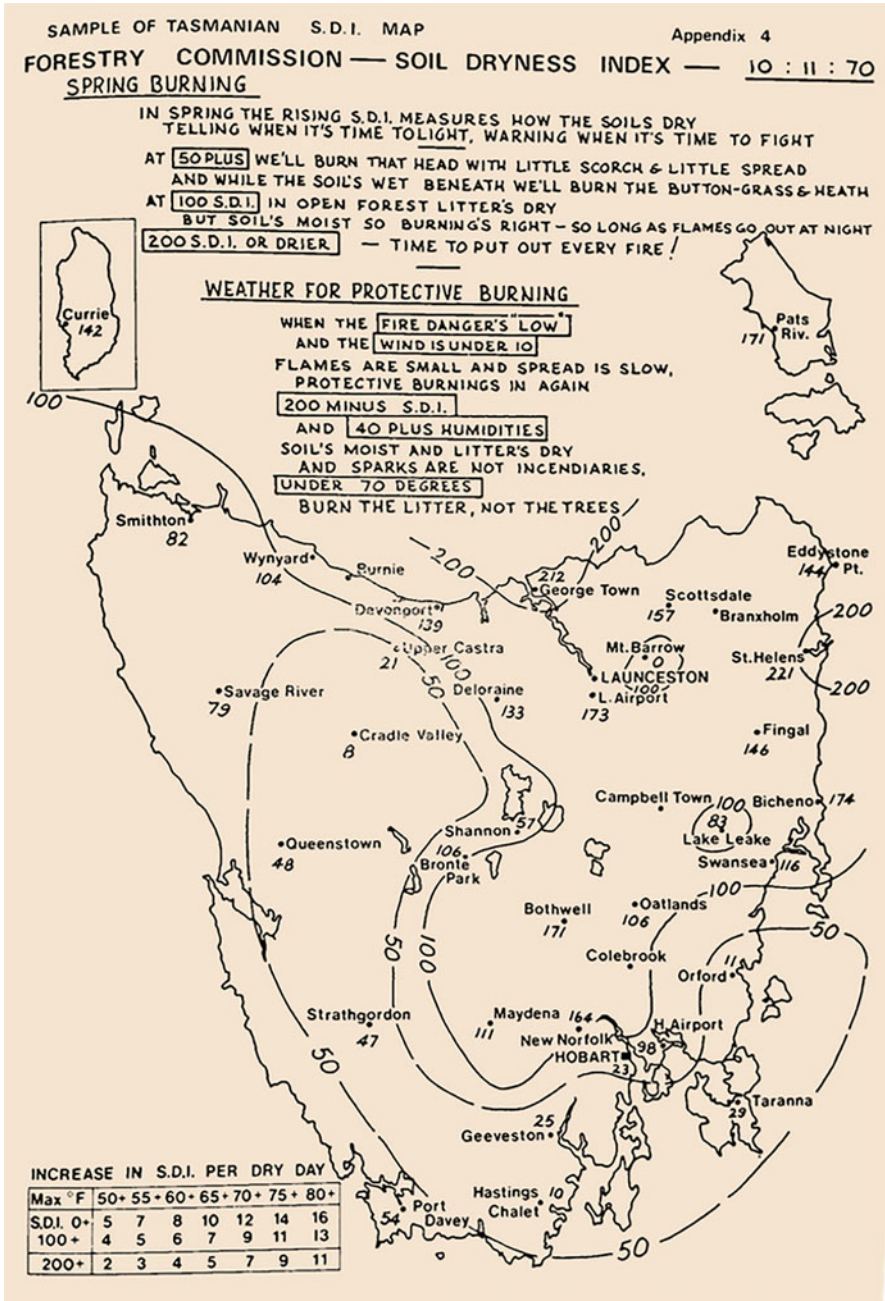 SAMPLE OF TASMANIAN S.D.I. MAP
Appendix 4
FORESTRY COMMISSION — SOIL DRYNESS INDEX — 10 : 11 : 70
SPRING BURNING
IN SPRING THE RISING S.D.I. MEASURES HOW THE SOILS DRY
TELLING WHEN IT'S TIME TO LIGHT, WARNING WHEN IT'S TIME TO FIGHT
AT 50 PLUS WE'LL BURN THAT HEAD WITH LITTLE SCORCH & LITTLE SPREAD
AND WHILE THE SOIL'S WET BENEATH WE'LL BURN THE BUTTON-GRASS & HEATH
AT 100 S.D.I. IN OPEN FOREST LITTER'S DRY
BUT SOIL'S MOIST SO BURNING'S RIGHT – SO LONG AS FLAMES GO OUT AT NIGHT
200 S.D.I. OR DRIER — TIME TO PUT OUT EVERY FIRE!
WEATHER FOR PROTECTIVE BURNING
WHEN THE FIRE DANGER'S "LOW"
AND THE WIND IS UNDER 10
FLAMES ARE SMALL AND SPREAD IS SLOW,
PROTECTIVE BURNINGS IN AGAIN
200 MINUS S.D.I.
AND 40 PLUS HUMIDITIES
SOIL'S MOIST AND LITTER'S DRY
AND SPARKS ARE NOT INCENDIARIES,
UNDER 70 DEGREES
BURN THE LITTER, NOT THE TREES
Currie
142
Pats
Riv.
171
100
Smithton
82
Wynyard
104
Burnie
200
200
212
George Town
Eddystone
Pt.
144
Devonport
139
Scottsdale
157
Branxholm
200
Upper Castra
21
100
50
Mt. Barrow
0
100
St. Helens
221
200
LAUNCESTON
L. Airport
173
Savage River
79
Deloraine
133
Cradle Valley
8
Fingal
146
Campbell Town
100
Bicheno
174
83
Lake Leake
Shannon
57
Queenstown
48
106
Bronte
Park
Swansea
116
100
Bothwell
171
Oatlands
106
50
50
100
Colebrook
Orford
11
Strathgordon
47
Maydena
111
164
New Norfolk
H. Airport
98
HOBART
23
50
Taranna
29
25
Geeveston
Hastings
Chalet
10
54
Port
Davey
50
INCREASE IN S.D.I. PER DRY DAY
Max °F 50+ 55+ 60+ 65+ 70+ 75+ 80+
S.D.I. 0+ 5 7 8 10 12 14 16
100+ 4 5 6 7 9 11 13
200+ 2 3 4 5 7 9 11